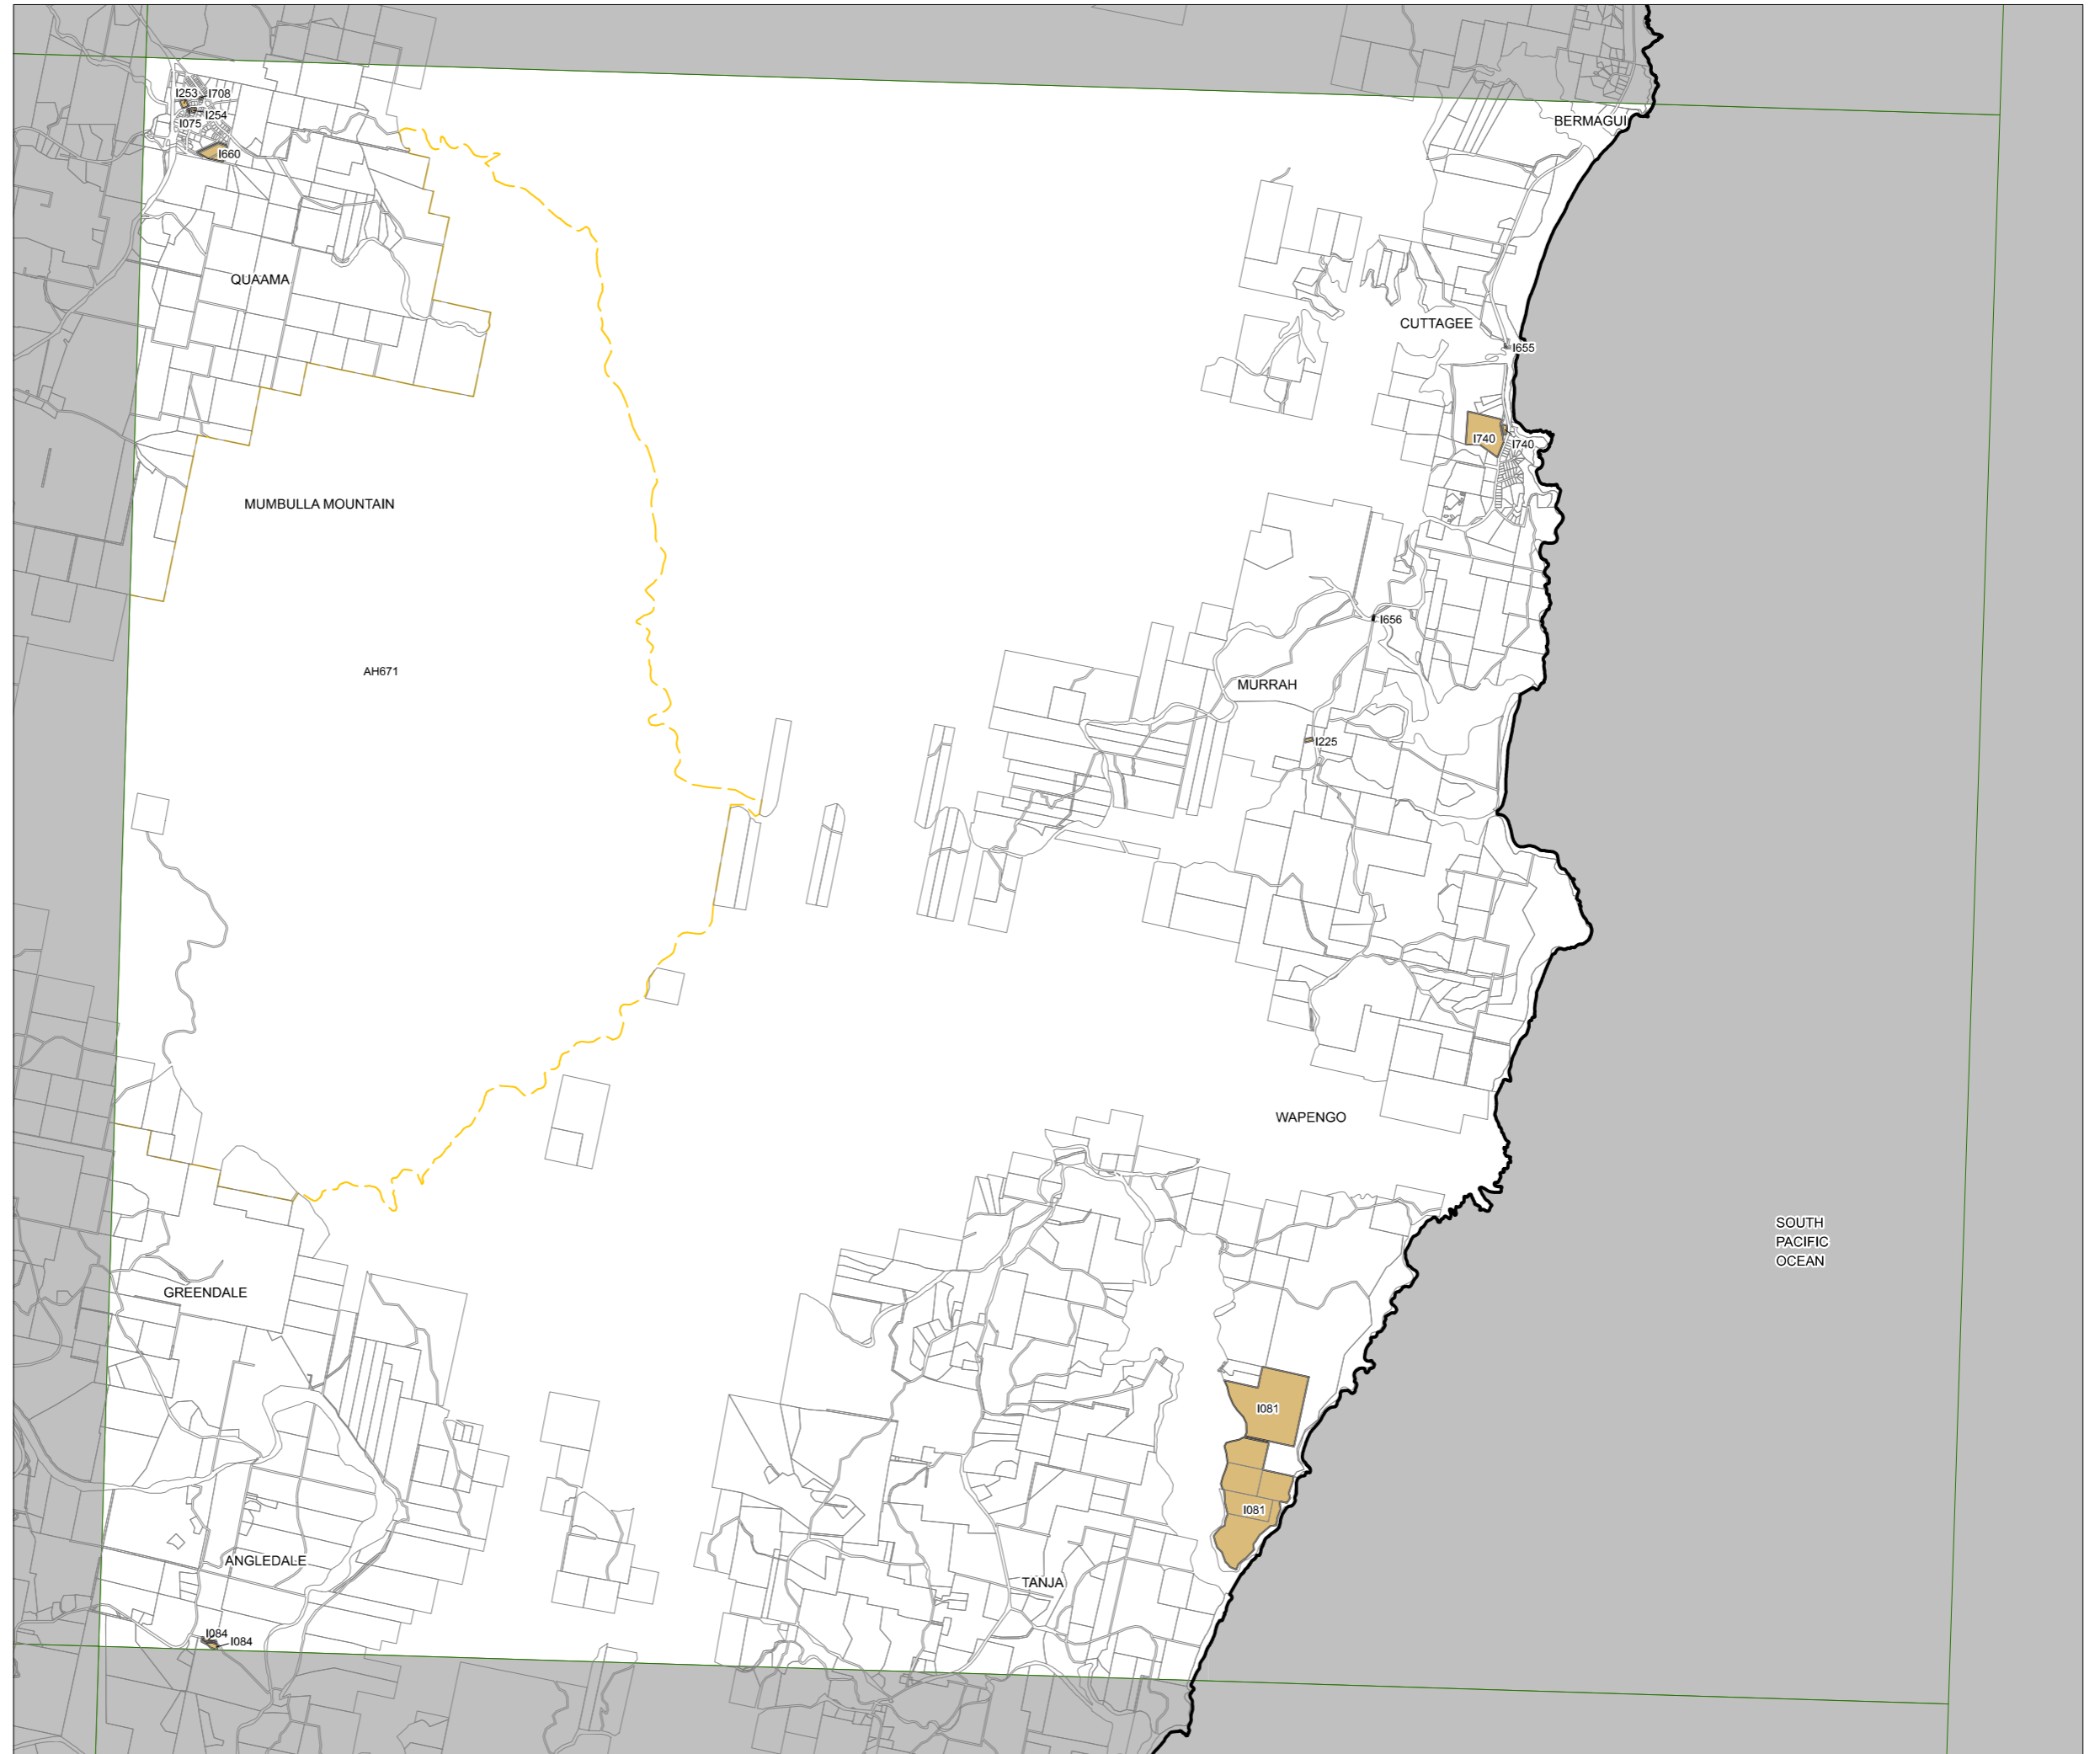 I253
I708
I254
I075
I660
BERMAGUI
QUAAMA
CUTTAGEE
I655
I740
I740
MUMBULLA MOUNTAIN
I656
AH671
MURRAH
I225
WAPENGO
SOUTH
PACIFIC
OCEAN
GREENDALE
I081
I081
ANGLEDALE
TANJA
I084
I084